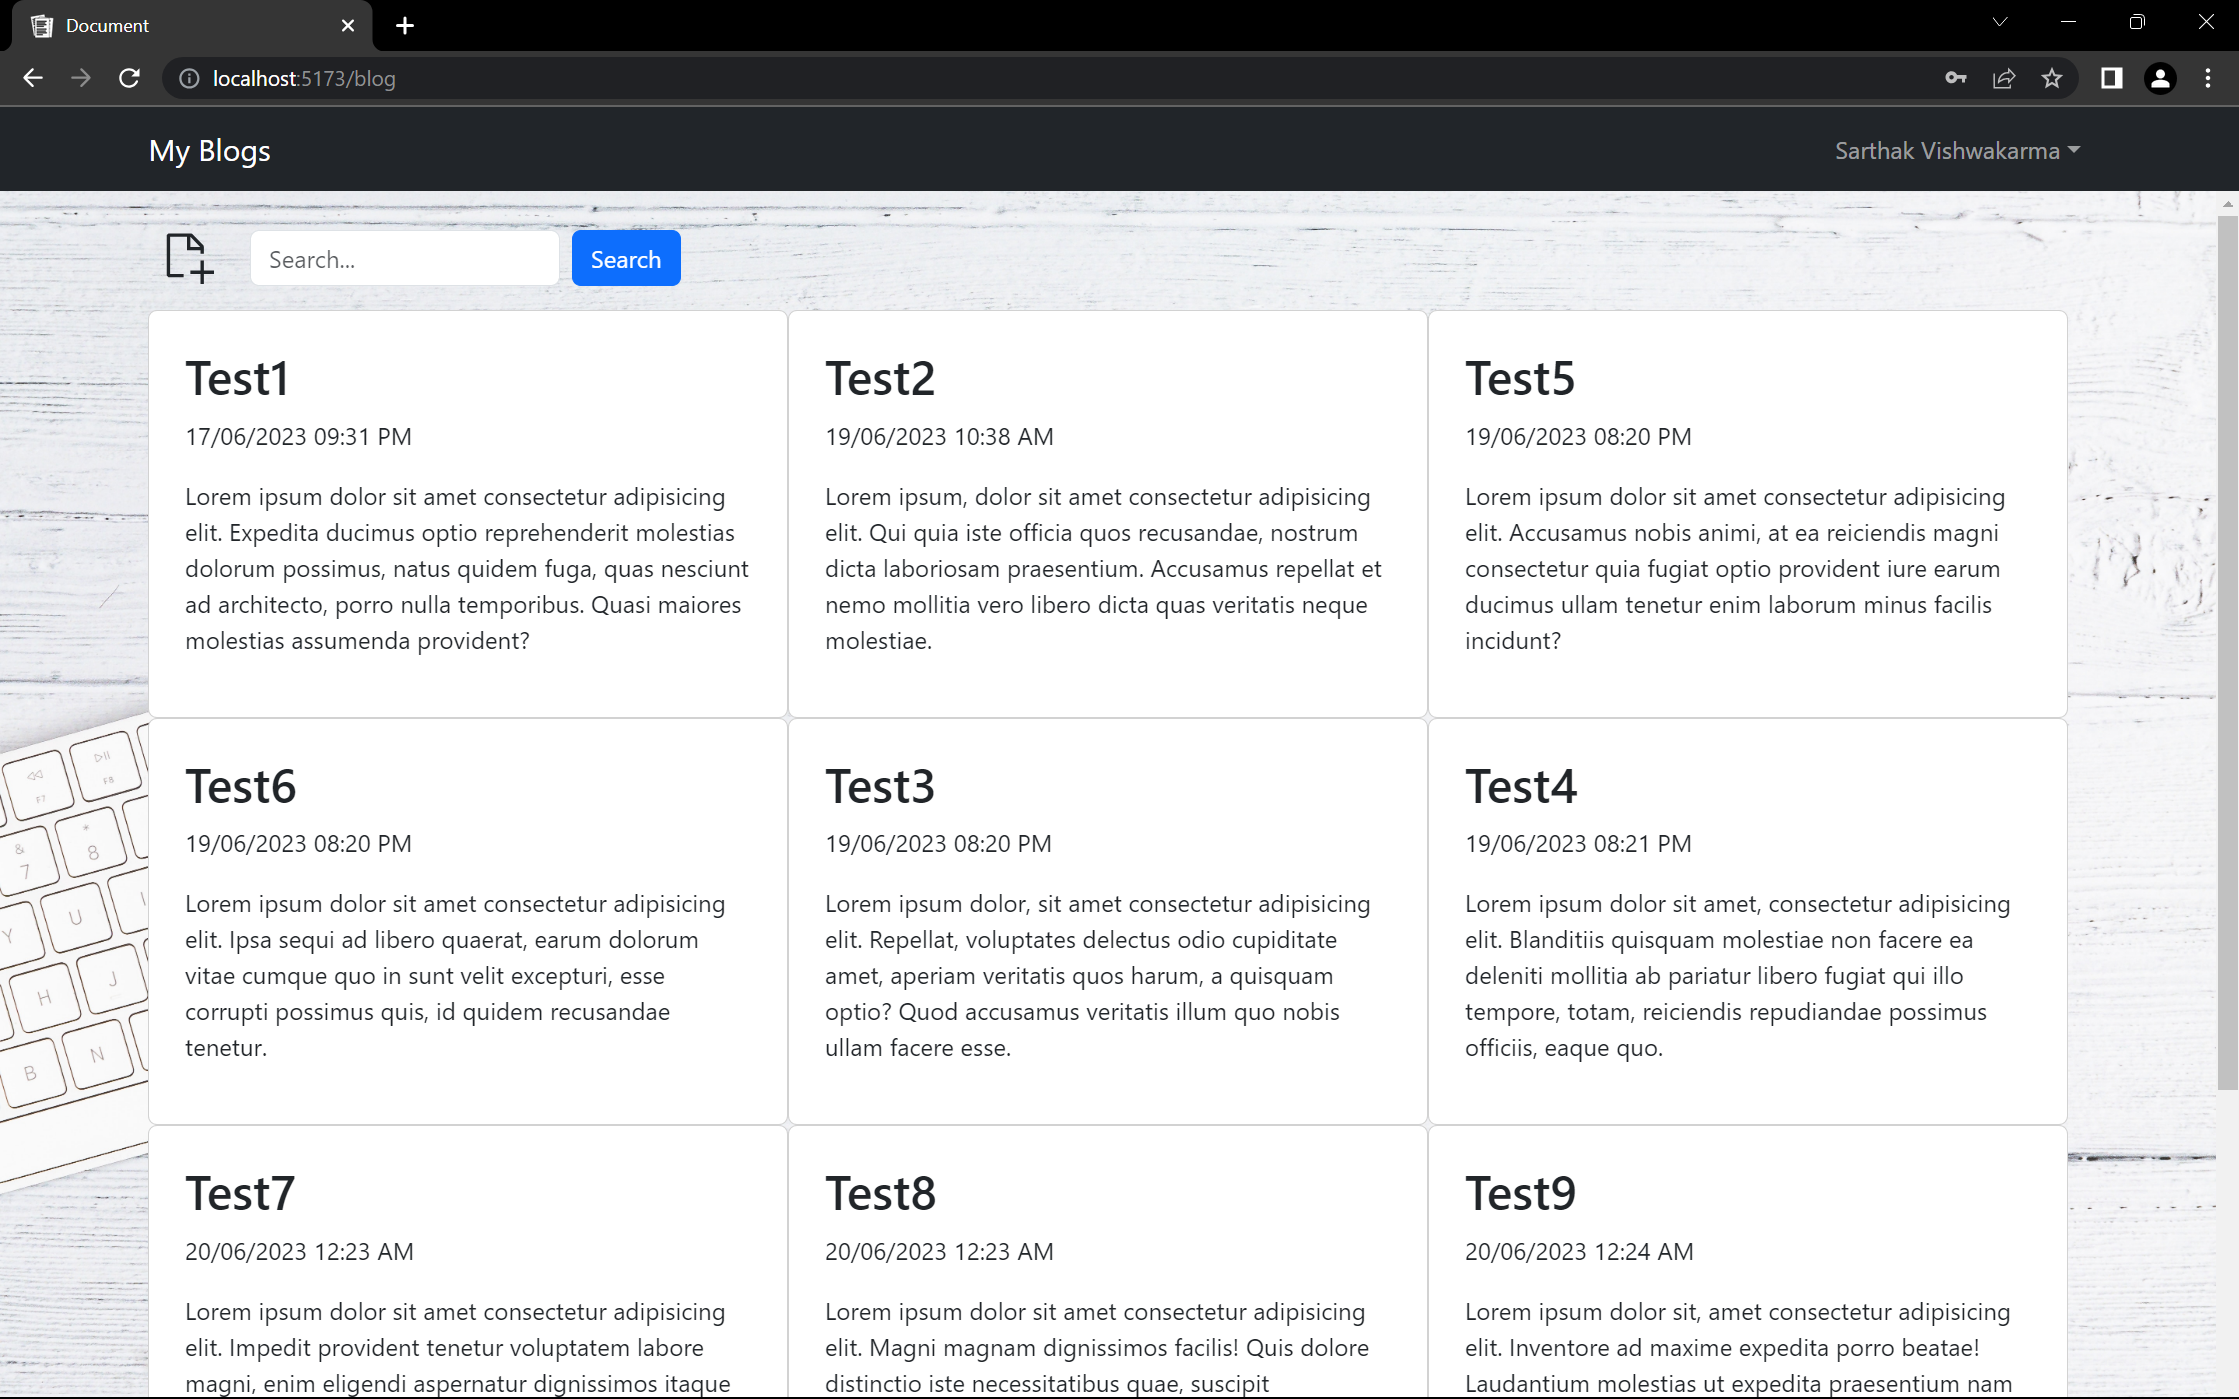 Document
localhost:5173/blog
My Blogs
Sarthak Vishwakarma
Search...
Search
Test1
17/06/2023 09:31 PM
Lorem ipsum dolor sit amet consectetur adipisicing
elit. Expedita ducimus optio reprehenderit molestias
dolorum possimus, natus quidem fuga, quas nesciunt
ad architecto, porro nulla temporibus. Quasi maiores
molestias assumenda provident?
Test2
19/06/2023 10:38 AM
Lorem ipsum, dolor sit amet consectetur adipisicing
elit. Qui quia iste officia quos recusandae, nostrum
dicta laboriosam praesentium. Accusamus repellat et
nemo mollitia vero libero dicta quas veritatis neque
molestiae.
Test5
19/06/2023 08:20 PM
Lorem ipsum dolor sit amet consectetur adipisicing
elit. Accusamus nobis animi, at ea reiciendis magni
consectetur quia fugiat optio provident iure earum
ducimus ullam tenetur enim laborum minus facilis
incidunt?
Test6
19/06/2023 08:20 PM
Lorem ipsum dolor sit amet consectetur adipisicing
elit. Ipsa sequi ad libero quaerat, earum dolorum
vitae cumque quo in sunt velit excepturi, esse
corrupti possimus quis, id quidem recusandae
tenetur.
Test3
19/06/2023 08:20 PM
Lorem ipsum dolor, sit amet consectetur adipisicing
elit. Repellat, voluptates delectus odio cupiditate
amet, aperiam veritatis quos harum, a quisquam
optio? Quod accusamus veritatis illum quo nobis
ullam facere esse.
Test4
19/06/2023 08:21 PM
Lorem ipsum dolor sit amet, consectetur adipisicing
elit. Blanditiis quisquam molestiae non facere ea
deleniti mollitia ab pariatur libero fugiat qui illo
tempore, totam, reiciendis repudiandae possimus
officiis, eaque quo.
Test7
20/06/2023 12:23 AM
Lorem ipsum dolor sit amet consectetur adipisicing
elit. Impedit provident tenetur voluptatem labore
magni, enim eligendi aspernatur dignissimos itaque
Test8
20/06/2023 12:23 AM
Lorem ipsum dolor sit amet consectetur adipisicing
elit. Magni magnam dignissimos facilis! Quis dolore
distinctio iste necessitatibus quae, suscipit
Test9
20/06/2023 12:24 AM
Lorem ipsum dolor sit, amet consectetur adipisicing
elit. Inventore ad maxime expedita porro beatae!
Laudantium molestias ut expedita praesentium nam
F7
F8
& 7
* 8
Y
U
I
H
J
B
N